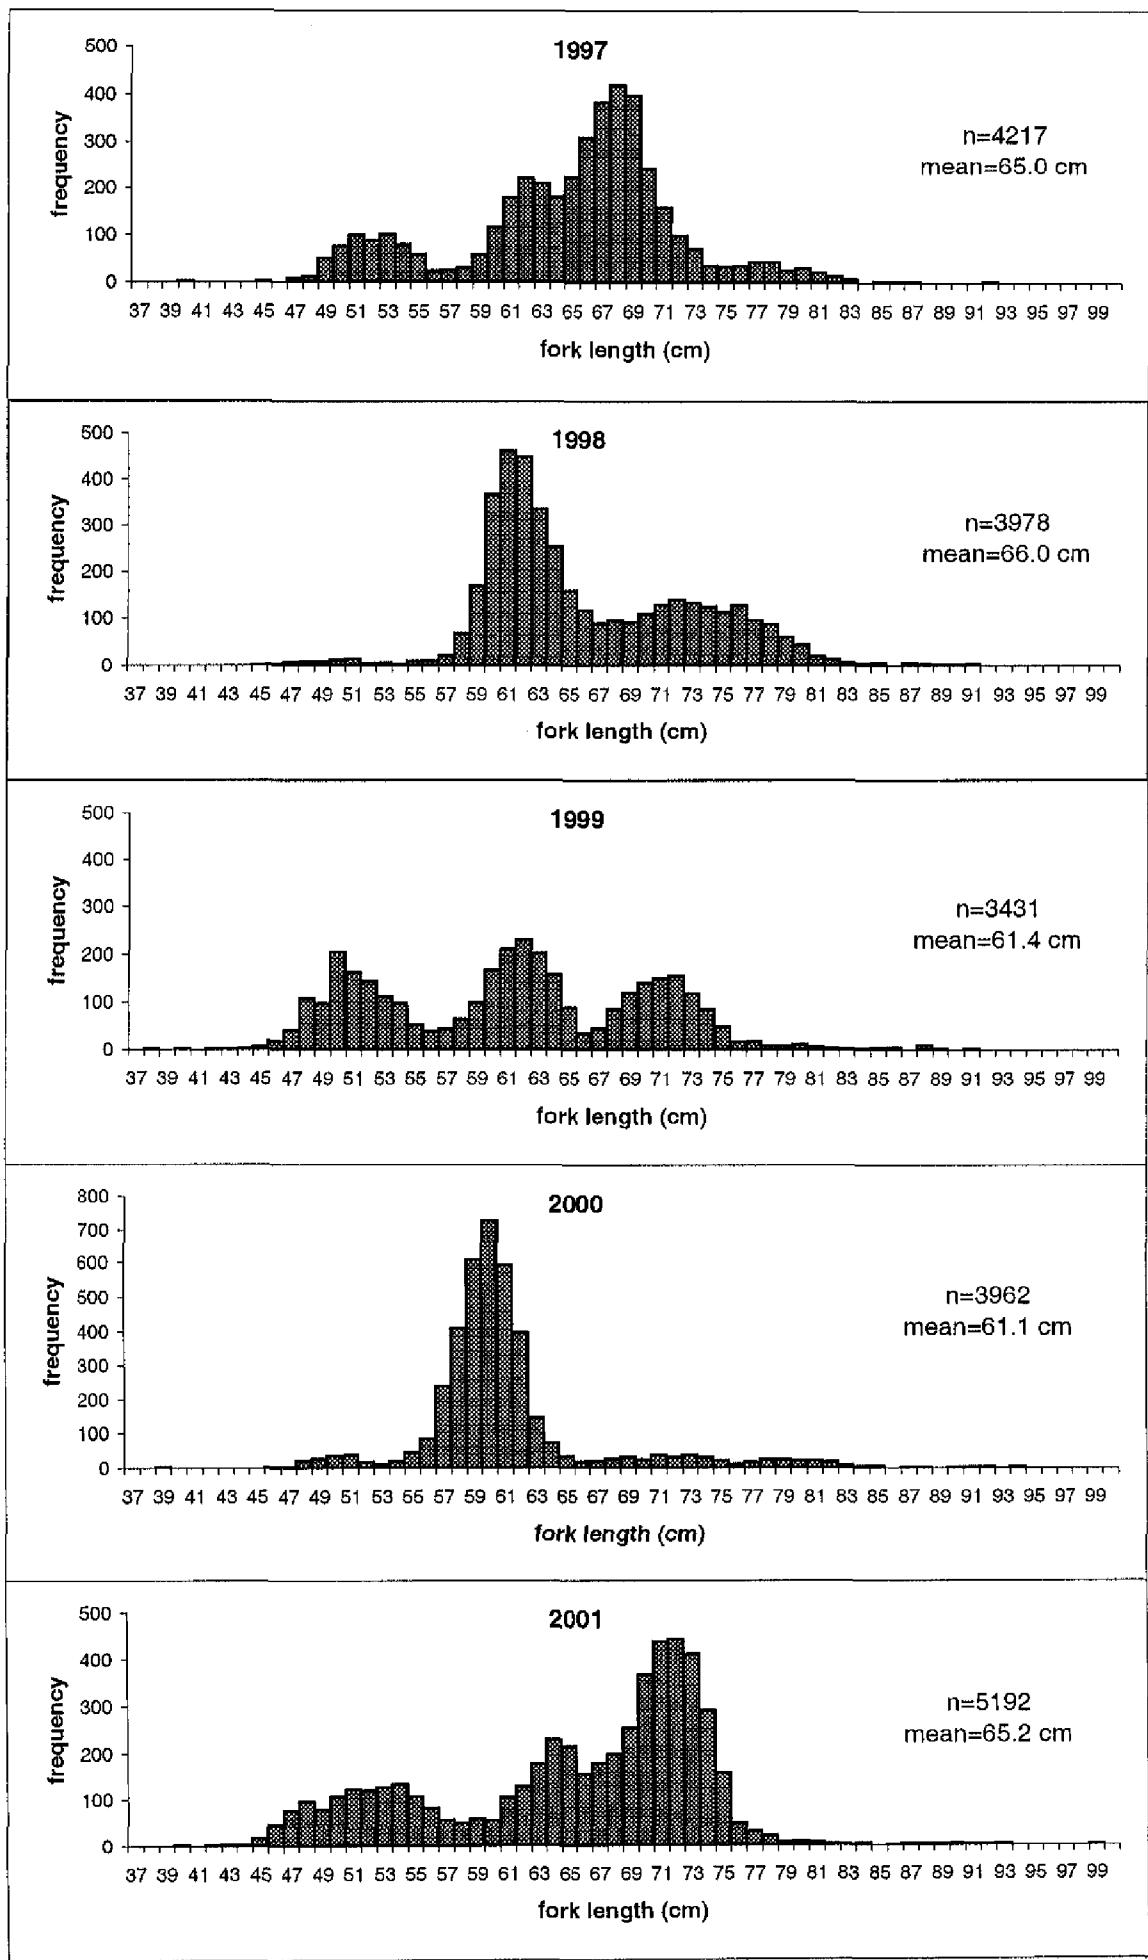 1997
500
400
300
200
100
0
frequency
n=4217
mean=65.0 cm
37 39 41 43 45 47 49 51 53 55 57 59 61 63 65 67 69 71 73 75 77 79 81 83 85 87 89 91 93 95 97 99
fork length (cm)
1998
500
400
300
200
100
0
frequency
n=3978
mean=66.0 cm
37 39 41 43 45 47 49 51 53 55 57 59 61 63 65 67 69 71 73 75 77 79 81 83 85 87 89 91 93 95 97 99
fork length (cm)
1999
500
400
300
200
100
0
frequency
n=3431
mean=61.4 cm
37 39 41 43 45 47 49 51 53 55 57 59 61 63 65 67 69 71 73 75 77 79 81 83 85 87 89 91 93 95 97 99
fork length (cm)
2000
800
700
600
500
400
300
200
100
0
frequency
n=3962
mean=61.1 cm
37 39 41 43 45 47 49 51 53 55 57 59 61 63 65 67 69 71 73 75 77 79 81 83 85 87 89 91 93 95 97 99
fork length (cm)
2001
500
400
300
200
100
0
frequency
n=5192
mean=65.2 cm
37 39 41 43 45 47 49 51 53 55 57 59 61 63 65 67 69 71 73 75 77 79 81 83 85 87 89 91 93 95 97 99
fork length (cm)